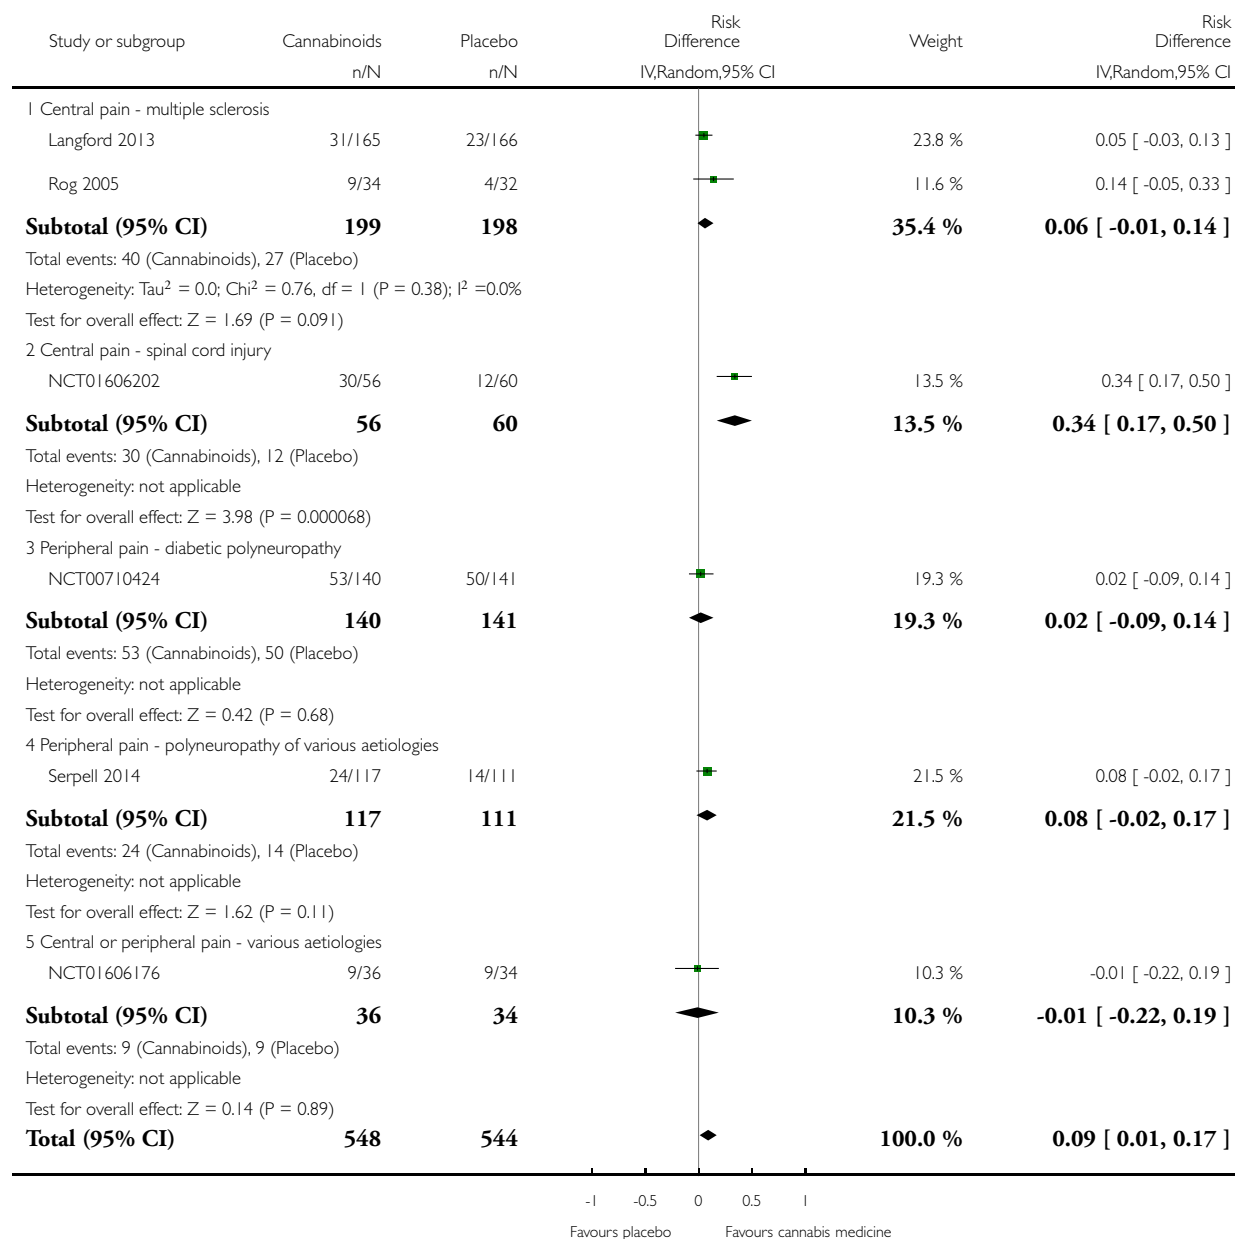 Study or subgroup Cannabinoids Placebo Risk Difference Weight Risk Difference
n/N n/N IV,Random,95% CI IV,Random,95% CI
1 Central pain - multiple sclerosis
Langford 2013 31/165 23/166 23.8 % 0.05 [ -0.03, 0.13 ]
Rog 2005 9/34 4/32 11.6 % 0.14 [ -0.05, 0.33 ]
Subtotal (95% CI) 199 198 35.4 % 0.06 [ -0.01, 0.14 ]
Total events: 40 (Cannabinoids), 27 (Placebo)
Heterogeneity: Tau² = 0.0; Chi² = 0.76, df = 1 (P = 0.38); I² =0.0%
Test for overall effect: Z = 1.69 (P = 0.091)
2 Central pain - spinal cord injury
NCT01606202 30/56 12/60 13.5 % 0.34 [ 0.17, 0.50 ]
Subtotal (95% CI) 56 60 13.5 % 0.34 [ 0.17, 0.50 ]
Total events: 30 (Cannabinoids), 12 (Placebo)
Heterogeneity: not applicable
Test for overall effect: Z = 3.98 (P = 0.000068)
3 Peripheral pain - diabetic polyneuropathy
NCT00710424 53/140 50/141 19.3 % 0.02 [ -0.09, 0.14 ]
Subtotal (95% CI) 140 141 19.3 % 0.02 [ -0.09, 0.14 ]
Total events: 53 (Cannabinoids), 50 (Placebo)
Heterogeneity: not applicable
Test for overall effect: Z = 0.42 (P = 0.68)
4 Peripheral pain - polyneuropathy of various aetiologies
Serpell 2014 24/117 14/111 21.5 % 0.08 [ -0.02, 0.17 ]
Subtotal (95% CI) 117 111 21.5 % 0.08 [ -0.02, 0.17 ]
Total events: 24 (Cannabinoids), 14 (Placebo)
Heterogeneity: not applicable
Test for overall effect: Z = 1.62 (P = 0.11)
5 Central or peripheral pain - various aetiologies
NCT01606176 9/36 9/34 10.3 % -0.01 [ -0.22, 0.19 ]
Subtotal (95% CI) 36 34 10.3 % -0.01 [ -0.22, 0.19 ]
Total events: 9 (Cannabinoids), 9 (Placebo)
Heterogeneity: not applicable
Test for overall effect: Z = 0.14 (P = 0.89)
Total (95% CI) 548 544 100.0 % 0.09 [ 0.01, 0.17 ]
-1 -0.5 0 0.5 1
Favours placebo Favours cannabis medicine